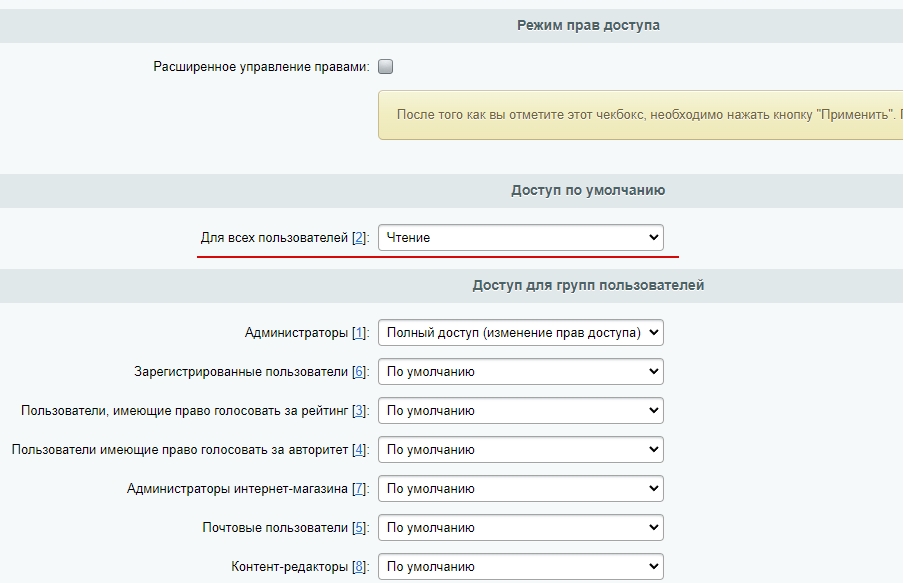 Режим прав доступа
Расширенное управление правами:
После того как вы отметите этот чекбокс, необходимо нажать кнопку "Применить".
Доступ по умолчанию
Для всех пользователей [2]: Чтение
Доступ для групп пользователей
Администраторы [1]: Полный доступ (изменение прав доступа)
Зарегистрированные пользователи [6]: По умолчанию
Пользователи, имеющие право голосовать за рейтинг [3]: По умолчанию
Пользователи имеющие право голосовать за авторитет [4]: По умолчанию
Администраторы интернет-магазина [7]: По умолчанию
Почтовые пользователи [5]: По умолчанию
Контент-редакторы [8]: По умолчанию